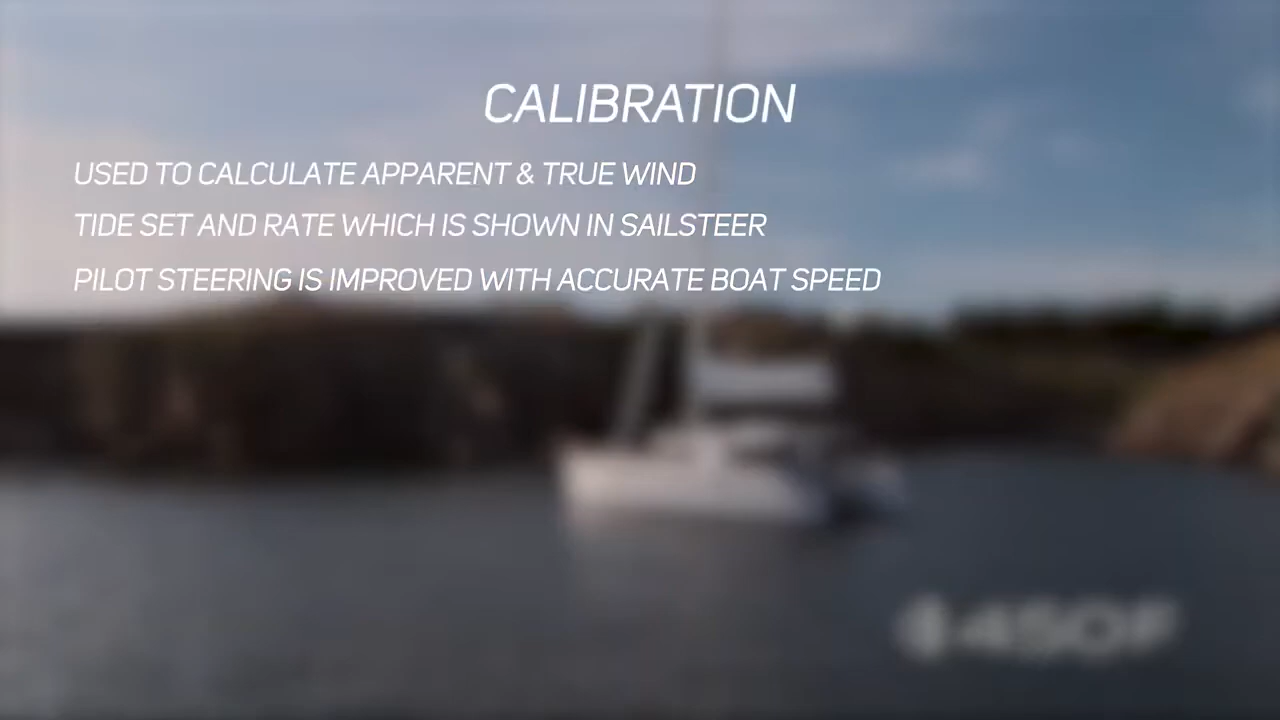 CALIBRATION
USED TO CALCULATE APPARENT & TRUE WIND
TIDE SET AND RATE WHICH IS SHOWN IN SAILSTEER
PILOT STEERING IS IMPROVED WITH ACCURATE BOAT SPEED